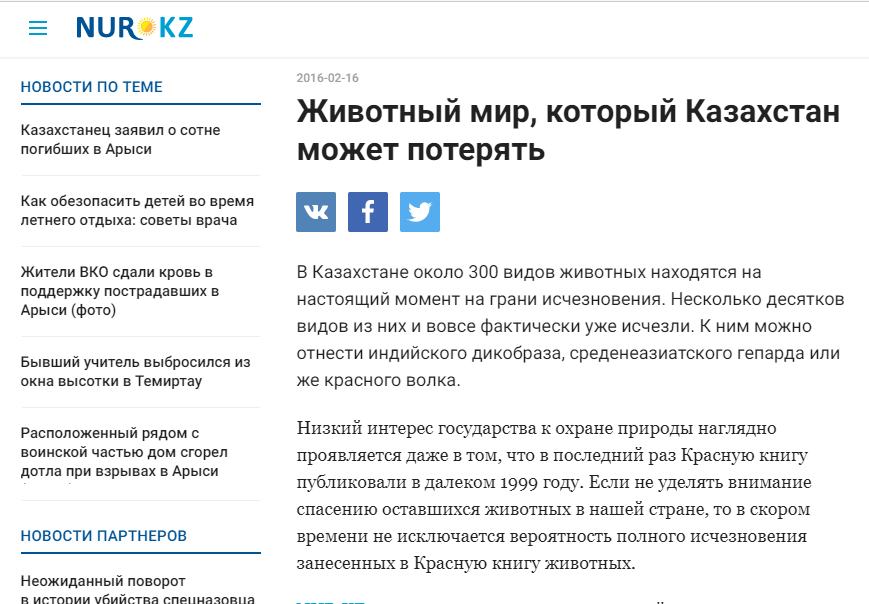 NUR KZ
НОВОСТИ ПО ТЕМЕ
Казахстанец заявил о сотне
погибших в Арыси
Как обезопасить детей во время
летнего отдыха: советы врача
Жители ВКО сдали кровь в
поддержку пострадавших в
Арыси (фото)
Бывший учитель выбросился из
окна высотки в Темиртау
Расположенный рядом с
воинской частью дом сгорел
дотла при взрывах в Арыси
НОВОСТИ ПАРТНЕРОВ
Неожиданный поворот
в истории убийства спецназовца
2016-02-16
Животный мир, который Казахстан
может потерять
В Казахстане около 300 видов животных находятся на
настоящий момент на грани исчезновения. Несколько десятков
видов из них и вовсе фактически уже исчезли. К ним можно
отнести индийского дикобраза, среденеазиатского гепарда или
же красного волка.
Низкий интерес государства к охране природы наглядно
проявляется даже в том, что в последний раз Красную книгу
публиковали в далеком 1999 году. Если не уделять внимание
спасению оставшихся животных в нашей стране, то в скором
времени не исключается вероятность полного исчезновения
занесенных в Красную книгу животных.